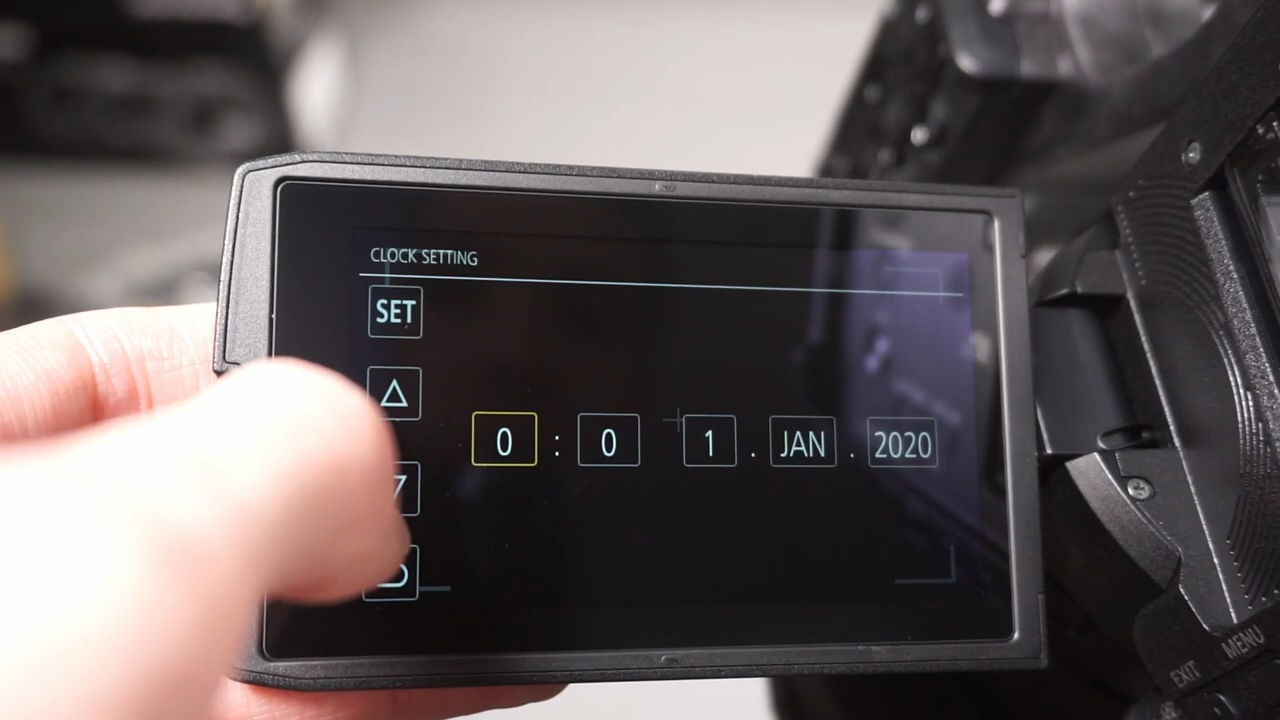 CLOCK SETTING
SET
0 : 0 1 . JAN . 2020
EXIT MENU